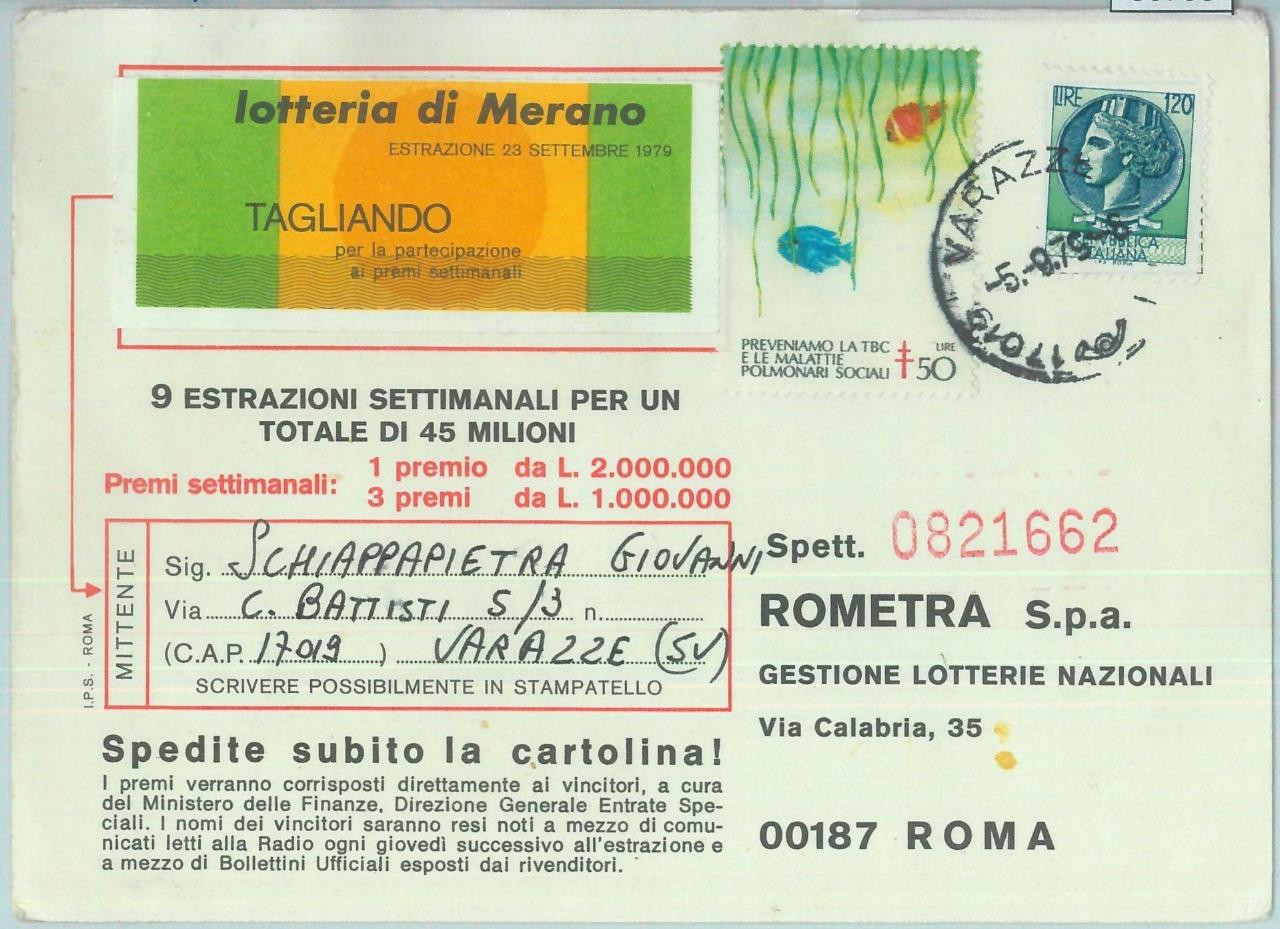 lotteria di Merano
ESTRAZIONE 23 SETTEMBRE 1979
TAGLIANDO
per la partecipazione
ai premi settimanali
PREVENIAMO LA TBC
E LE MALATTIE
POLMONARI SOCIALI
LIRE
50
LIRE 120
REPUBBLICA
ITALIANA
17019 VARAZZE
-5.-9.79-
9 ESTRAZIONI SETTIMANALI PER UN
TOTALE DI 45 MILIONI
Premi settimanali:
1 premio da L. 2.000.000
3 premi da L. 1.000.000
MITTENTE
Sig. SCHIAPPAPIETRA GIOVANNI
Via C. BATTISTI 5/3 n.
(C.A.P. 17019 ) VARAZZE (SV)
SCRIVERE POSSIBILMENTE IN STAMPATELLO
I.P.S. - ROMA
Spedite subito la cartolina!
I premi verranno corrisposti direttamente ai vincitori, a cura
del Ministero delle Finanze, Direzione Generale Entrate Spe-
ciali. I nomi dei vincitori saranno resi noti a mezzo di comu-
nicati letti alla Radio ogni giovedì successivo all'estrazione e
a mezzo di Bollettini Ufficiali esposti dai rivenditori.
Spett. 0821662
ROMETRA S.p.a.
GESTIONE LOTTERIE NAZIONALI
Via Calabria, 35
00187 ROMA